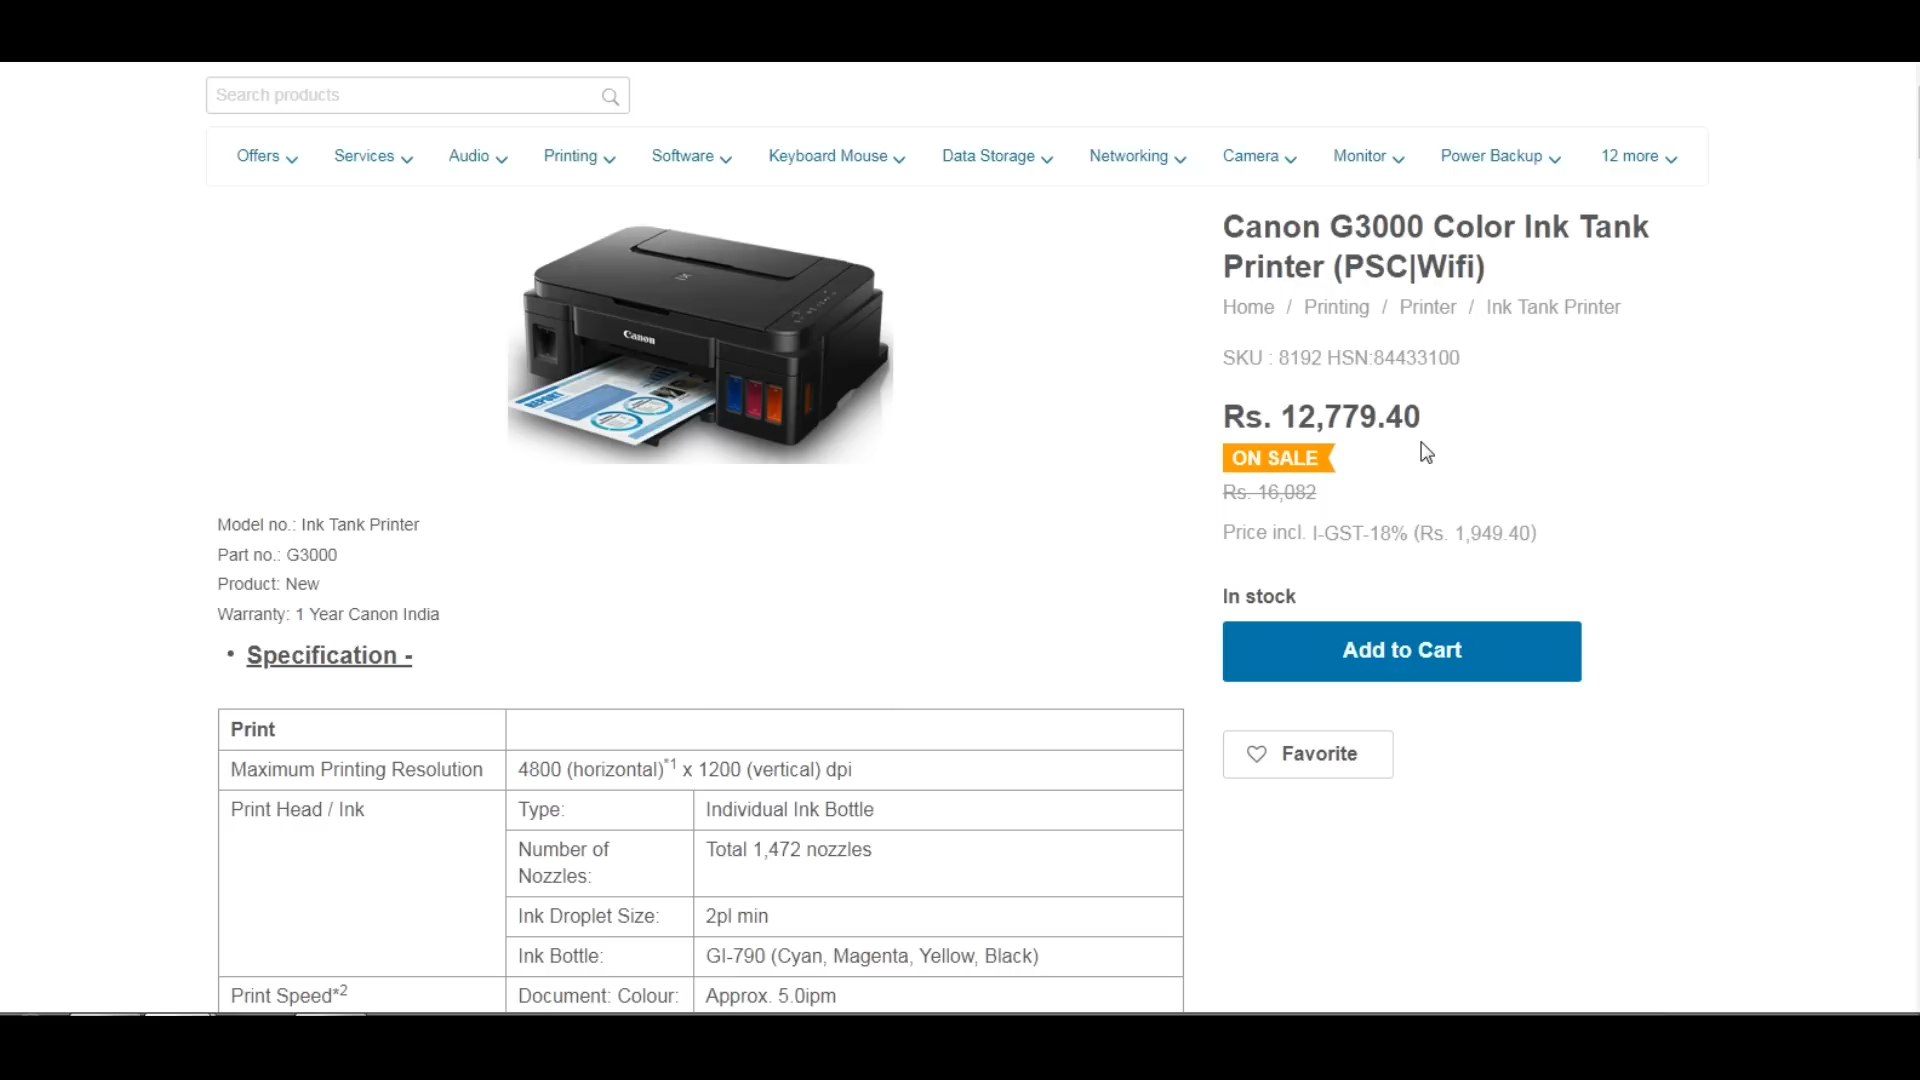 Search products
Offers Services Audio Printing Software Keyboard Mouse Data Storage Networking Camera Monitor Power Backup 12 more
Canon
REPORT
Canon G3000 Color Ink Tank
Printer (PSC|Wifi)
Home / Printing / Printer / Ink Tank Printer
SKU : 8192 HSN:84433100
Rs. 12,779.40
ON SALE
Rs. 16,082
Price incl. I-GST-18% (Rs. 1,949.40)
In stock
Add to Cart
Favorite
Model no.: Ink Tank Printer
Part no.: G3000
Product: New
Warranty: 1 Year Canon India
• Specification -
Print
Maximum Printing Resolution 4800 (horizontal)*1 x 1200 (vertical) dpi
Print Head / Ink Type: Individual Ink Bottle
Number of
Nozzles: Total 1,472 nozzles
Ink Droplet Size: 2pl min
Ink Bottle: GI-790 (Cyan, Magenta, Yellow, Black)
Print Speed*2 Document: Colour: Approx. 5.0ipm